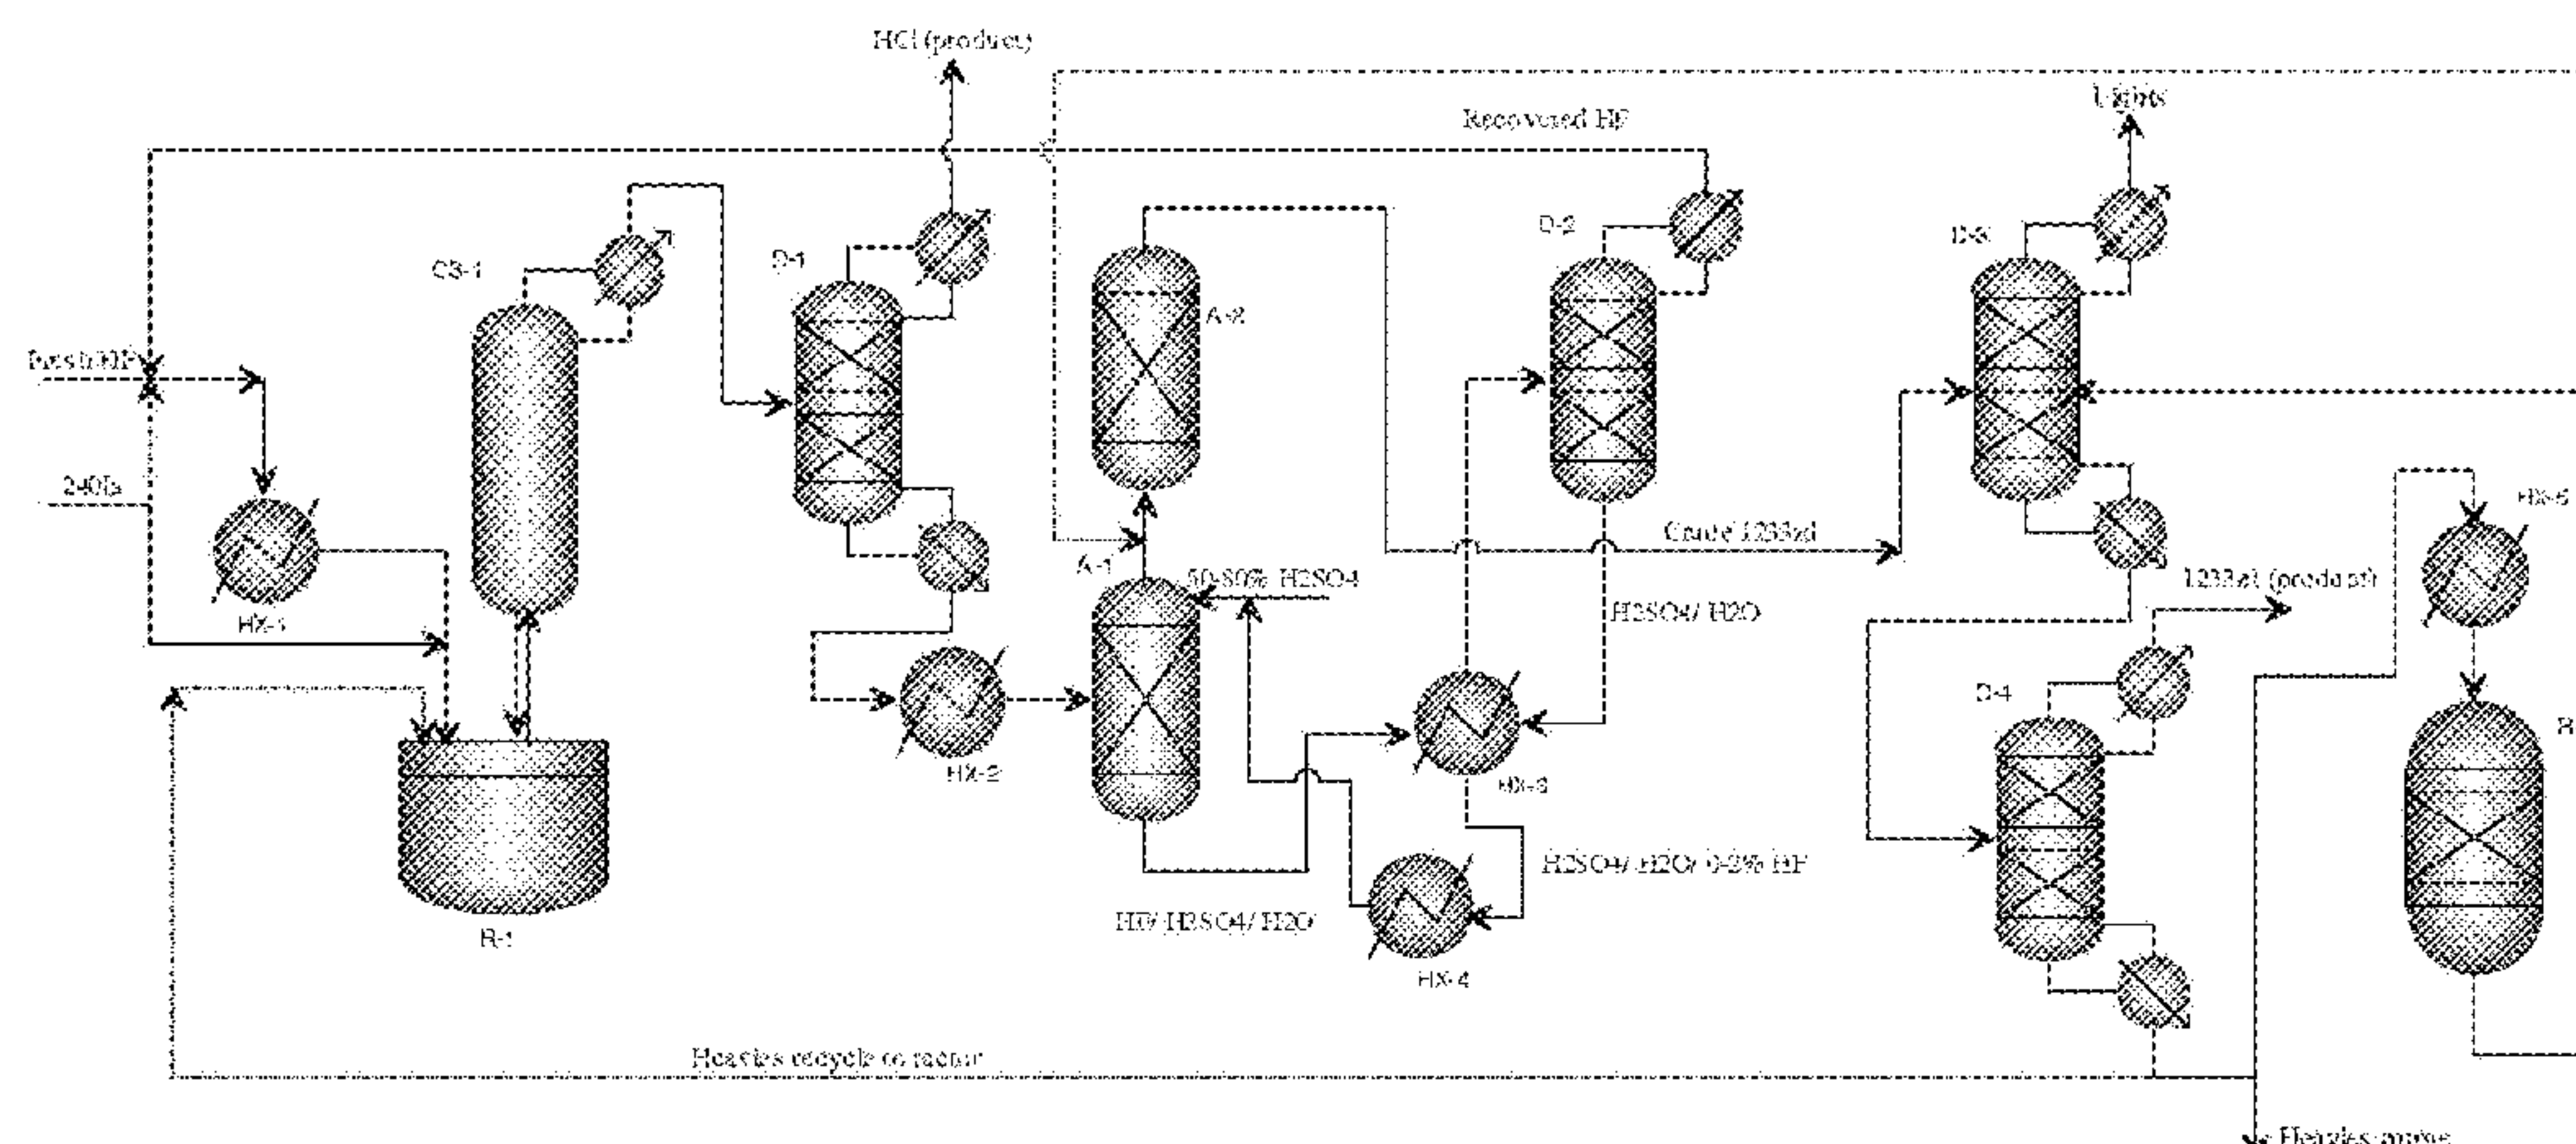 HCl (product)
Lights
Recovered HF
D-2
D-3
CS-1
D-1
A-2
Fresh HF
240fa
HX-5
Crude 1233zd
A-1
50-80% H2SO4
1233zd (product)
H2SO4/ H2O
HX-1
D-4
R
HX-2
HX-3
H2SO4/ H2O/ 0-2% HF
HF/ H2SO4/ H2O
R-1
HX-4
Heavies recycle to reactor
Heavies purge